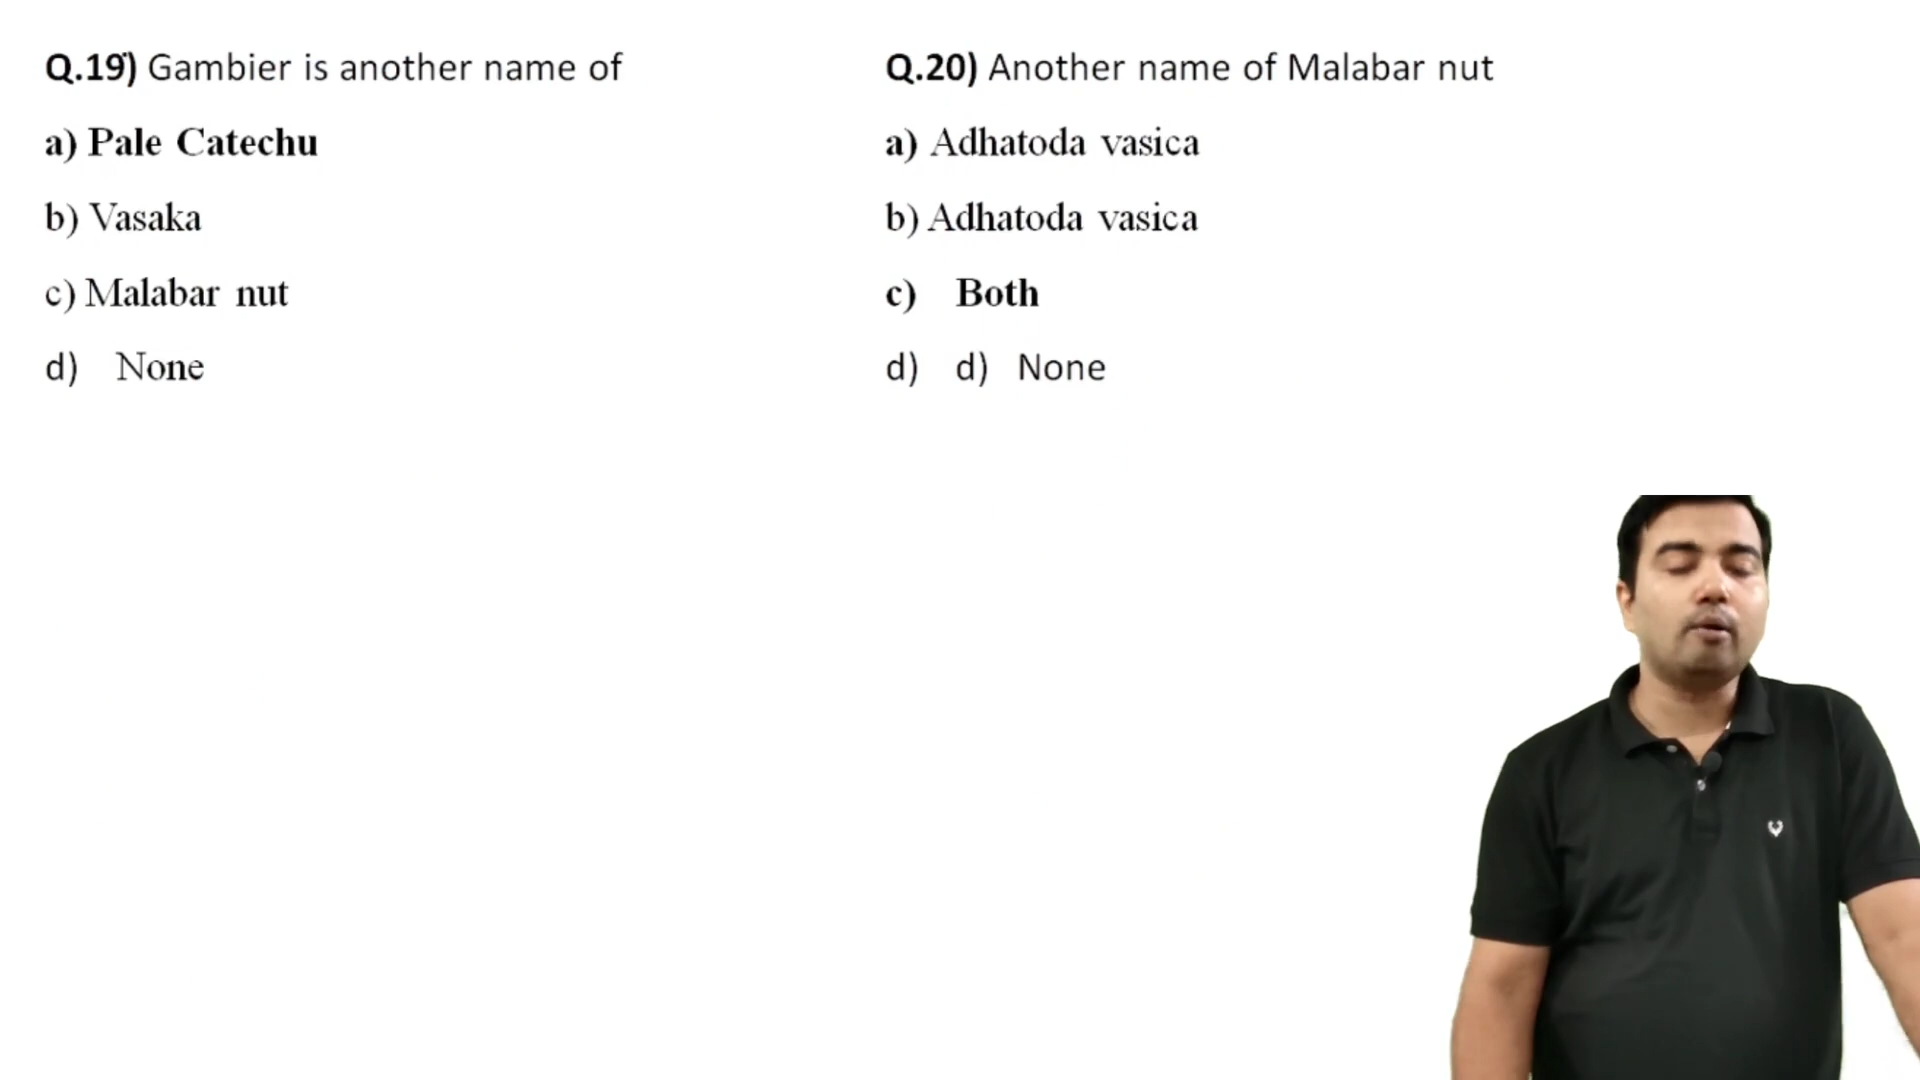 Q.19) Gambier is another name of
a) Pale Catechu
b) Vasaka
c) Malabar nut
d) None
Q.20) Another name of Malabar nut
a) Adhatoda vasica
b) Adhatoda vasica
c) Both
d) d) None